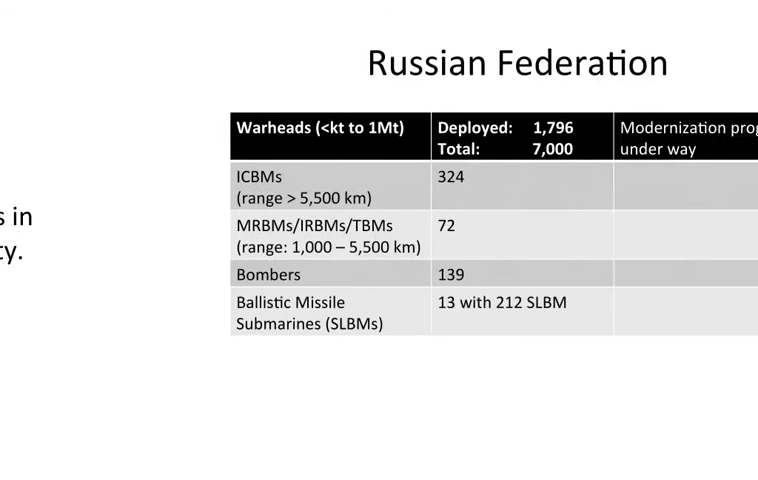 Russian Federation
Warheads (<kt to 1Mt)
Deployed: 1,796
Total: 7,000
Modernization prog
under way
ICBMs
(range > 5,500 km)
324
MRBMs/IRBMs/TBMs
(range: 1,000 – 5,500 km)
72
Bombers
139
Ballistic Missile
Submarines (SLBMs)
13 with 212 SLBM
s in
ty.